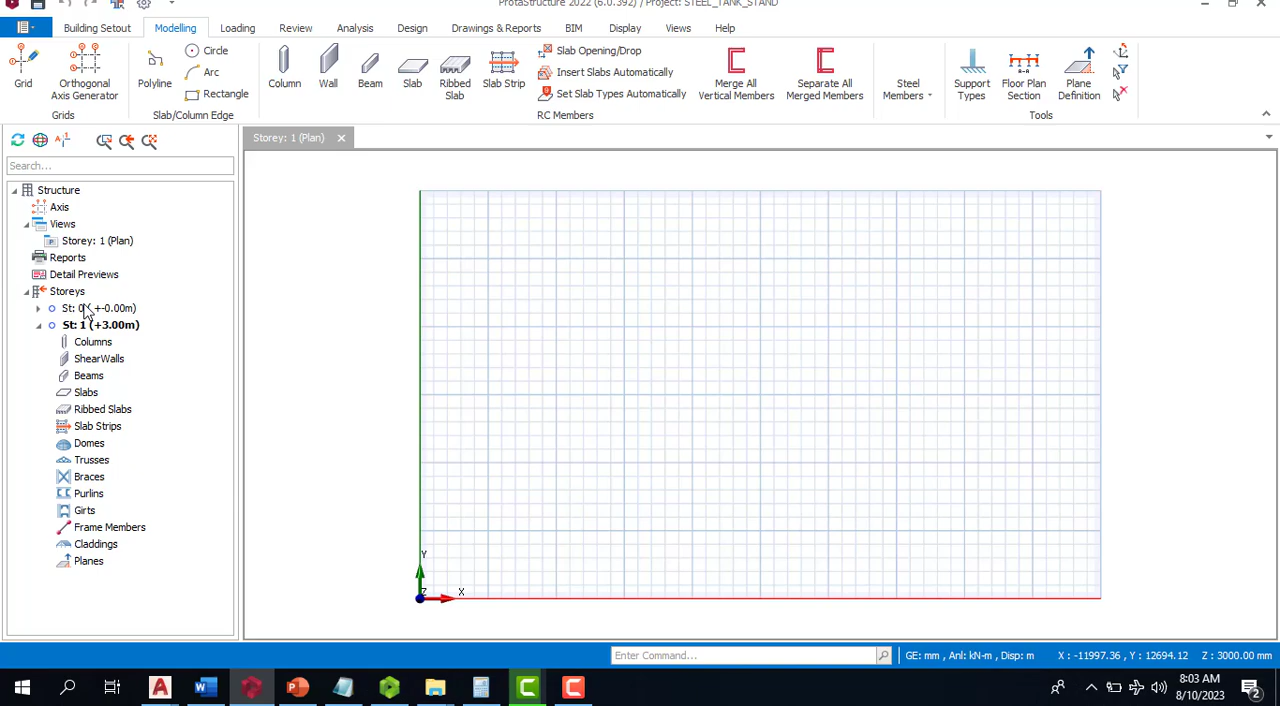 ProtaStructure 2022 (6.0.392) / Project: STEEL_TANK_STAND
Building Setout Modelling Loading Review Analysis Design Drawings & Reports BIM Display Views Help
Grid
Orthogonal
Axis Generator
Grids
Polyline
Circle
Arc
Rectangle
Slab/Column Edge
Column
Wall
Beam
Slab
Ribbed
Slab
Slab Strip
Slab Opening/Drop
Insert Slabs Automatically
Set Slab Types Automatically
Merge All
Vertical Members
Separate All
Merged Members
RC Members
Steel
Members
Support
Types
Floor Plan
Section
Plane
Definition
Tools
Storey: 1 (Plan)
Search...
Structure
Axis
Views
Storey: 1 (Plan)
Reports
Detail Previews
Storeys
St: 0 ( +-0.00m)
St: 1 (+3.00m)
Columns
ShearWalls
Beams
Slabs
Ribbed Slabs
Slab Strips
Domes
Trusses
Braces
Purlins
Girts
Frame Members
Claddings
Planes
Y
Z
X
Enter Command...
GE: mm , Anl: kN-m , Disp: m
X : -11997.36 , Y : 12694.12
Z : 3000.00 mm
8:03 AM
8/10/2023
2